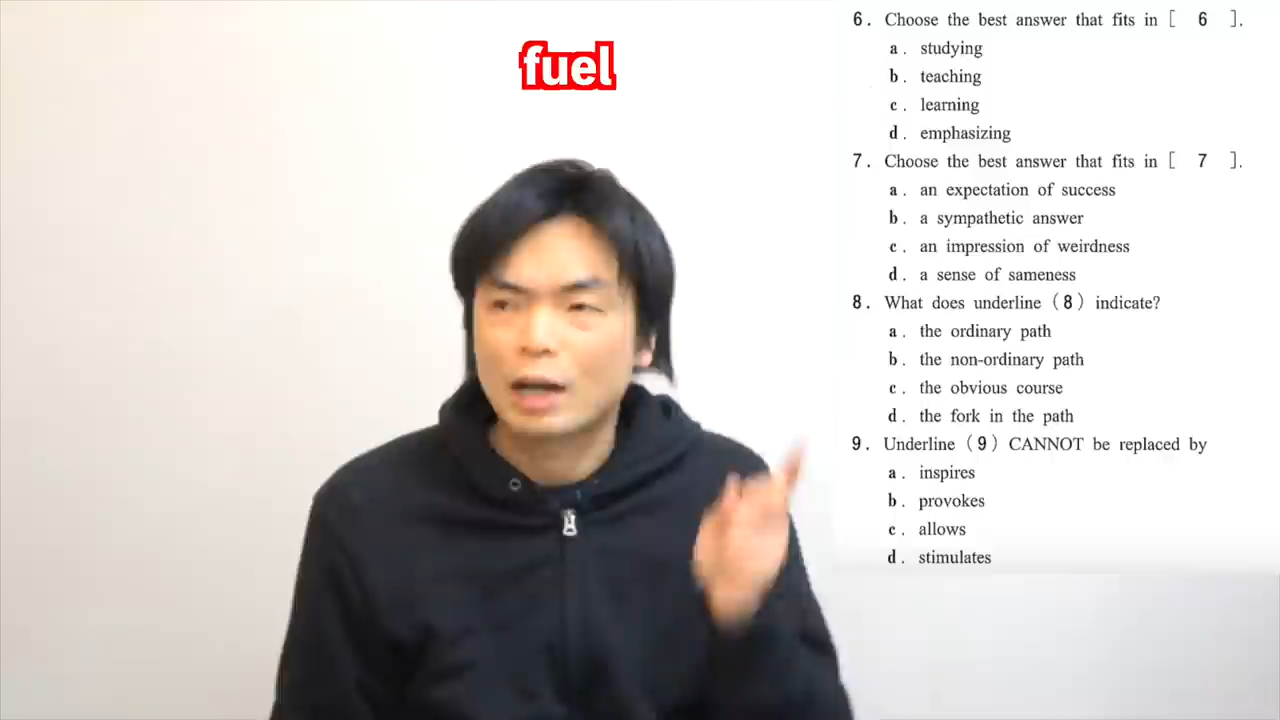 fuel
6. Choose the best answer that fits in [ 6 ].
a. studying
b. teaching
c. learning
d. emphasizing
7. Choose the best answer that fits in [ 7 ].
a. an expectation of success
b. a sympathetic answer
c. an impression of weirdness
d. a sense of sameness
8. What does underline (8) indicate?
a. the ordinary path
b. the non-ordinary path
c. the obvious course
d. the fork in the path
9. Underline (9) CANNOT be replaced by
a. inspires
b. provokes
c. allows
d. stimulates